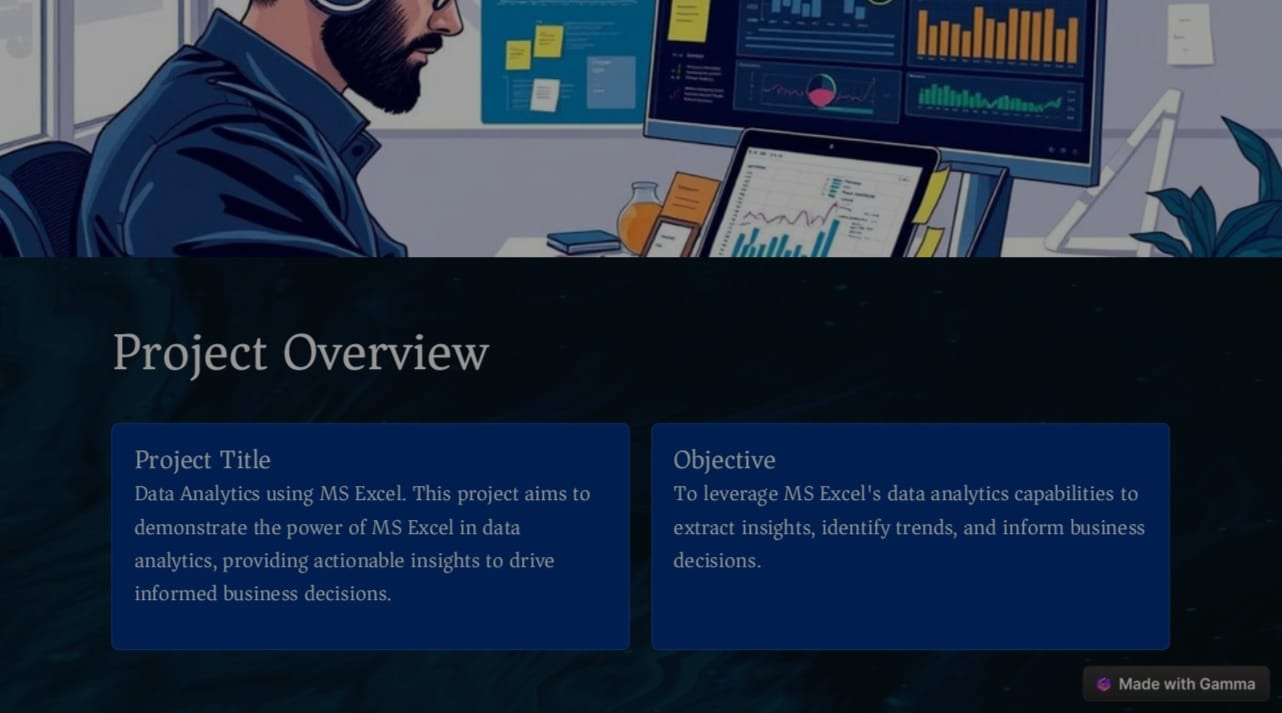 Project Overview
Project Title
Data Analytics using MS Excel. This project aims to
demonstrate the power of MS Excel in data
analytics, providing actionable insights to drive
informed business decisions.
Objective
To leverage MS Excel's data analytics capabilities to
extract insights, identify trends, and inform business
decisions.
Made with Gamma